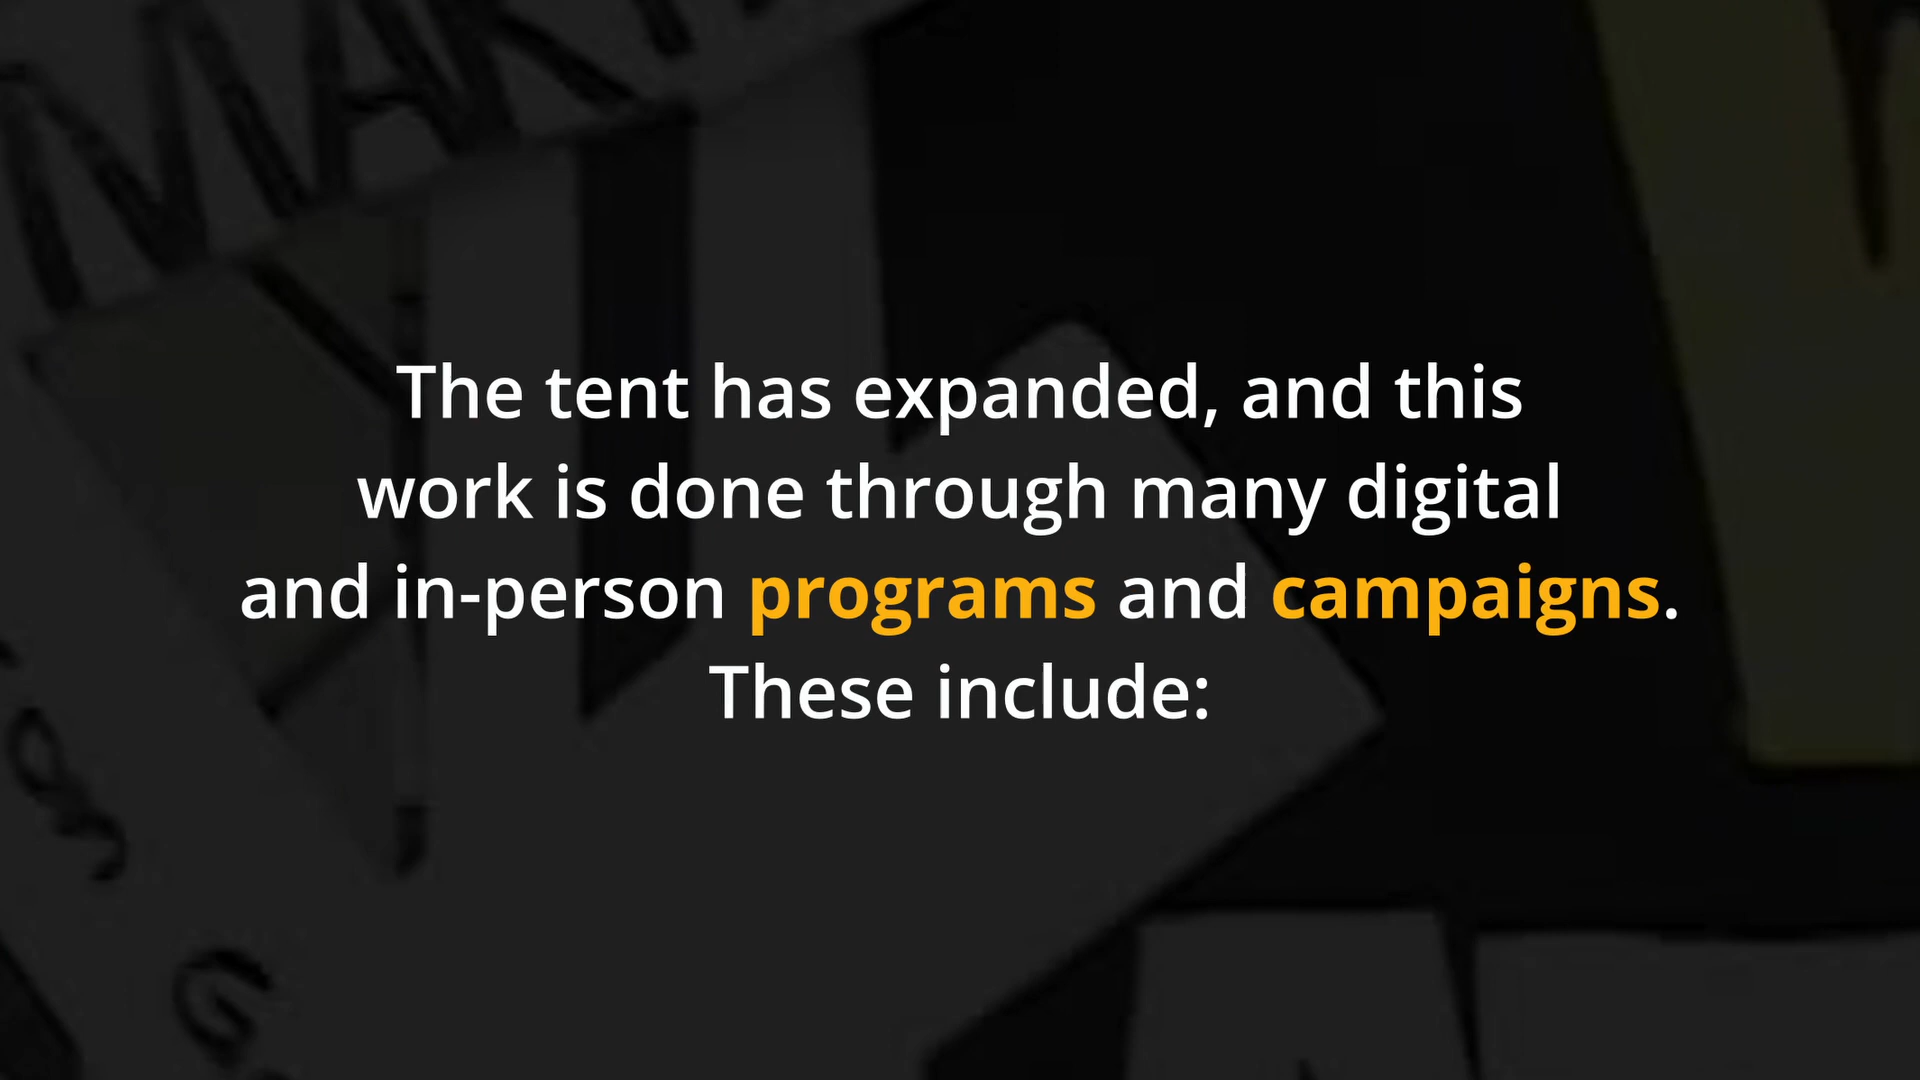 The tent has expanded, and this
work is done through many digital
and in-person programs and campaigns.
These include: